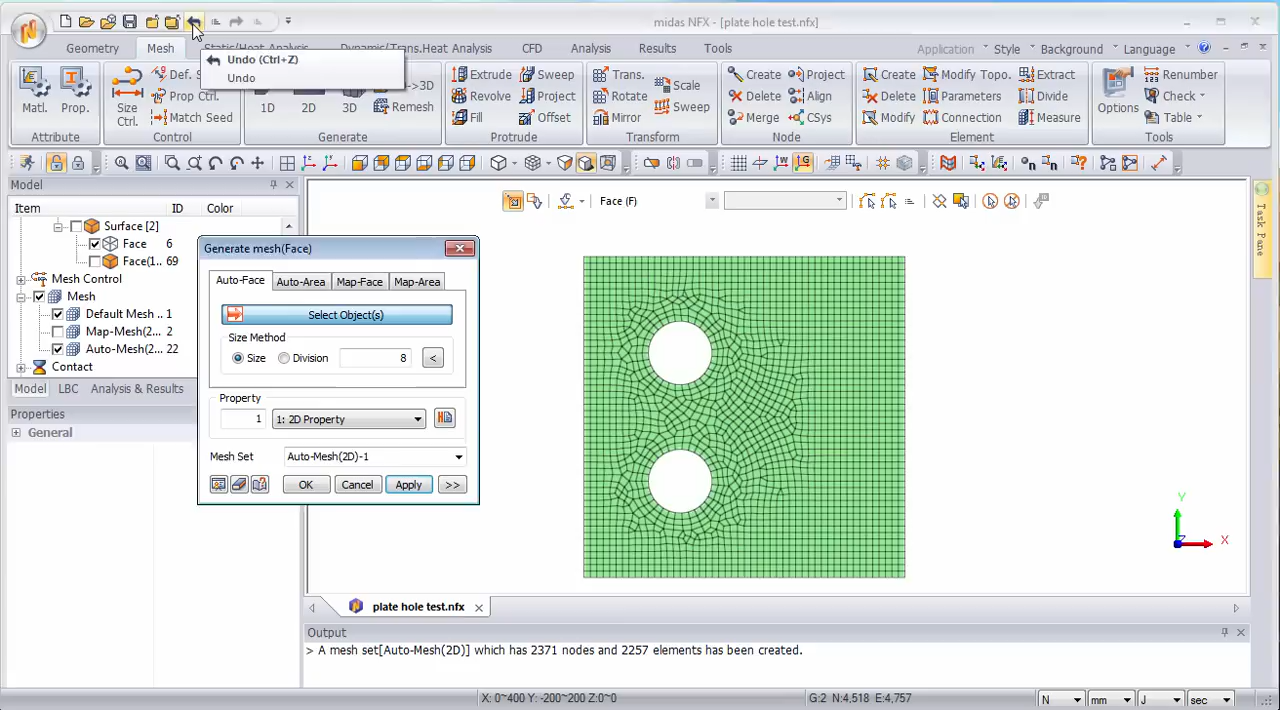 midas NFX - [plate hole test.nfx]
Geometry
Mesh
Static/Heat Analysis
Dynamic/Trans.Heat Analysis
CFD
Analysis
Results
Tools
Application
Style
Background
Language
Undo (Ctrl+Z)
Undo
Matl.
Prop.
Attribute
Size
Ctrl.
Def. S
Prop Ctrl.
Match Seed
Control
1D
2D
3D
->3D
Remesh
Generate
Extrude
Sweep
Revolve
Project
Fill
Offset
Protrude
Trans.
Scale
Rotate
Sweep
Mirror
Transform
Create
Project
Delete
Align
Merge
CSys
Node
Create
Modify Topo.
Extract
Delete
Parameters
Divide
Modify
Connection
Measure
Element
Options
Renumber
Check
Table
Tools
Model
Item
ID
Color
Surface [2]
Face 6
Face(1.. 69
Mesh Control
Mesh
Default Mesh .. 1
Map-Mesh(2... 2
Auto-Mesh(2... 22
Contact
Model
LBC
Analysis & Results
Properties
General
Face (F)
Task Pane
Generate mesh(Face)
Auto-Face
Auto-Area
Map-Face
Map-Area
Select Object(s)
Size Method
Size
Division
8
<
Property
1
1: 2D Property
Mesh Set
Auto-Mesh(2D)-1
OK
Cancel
Apply
>>
Y
Z
X
plate hole test.nfx
Output
> A mesh set[Auto-Mesh(2D)] which has 2371 nodes and 2257 elements has been created.
X: 0~400 Y: -200~200 Z:0~0
G:2 N:4,518 E:4,757
N
mm
J
sec